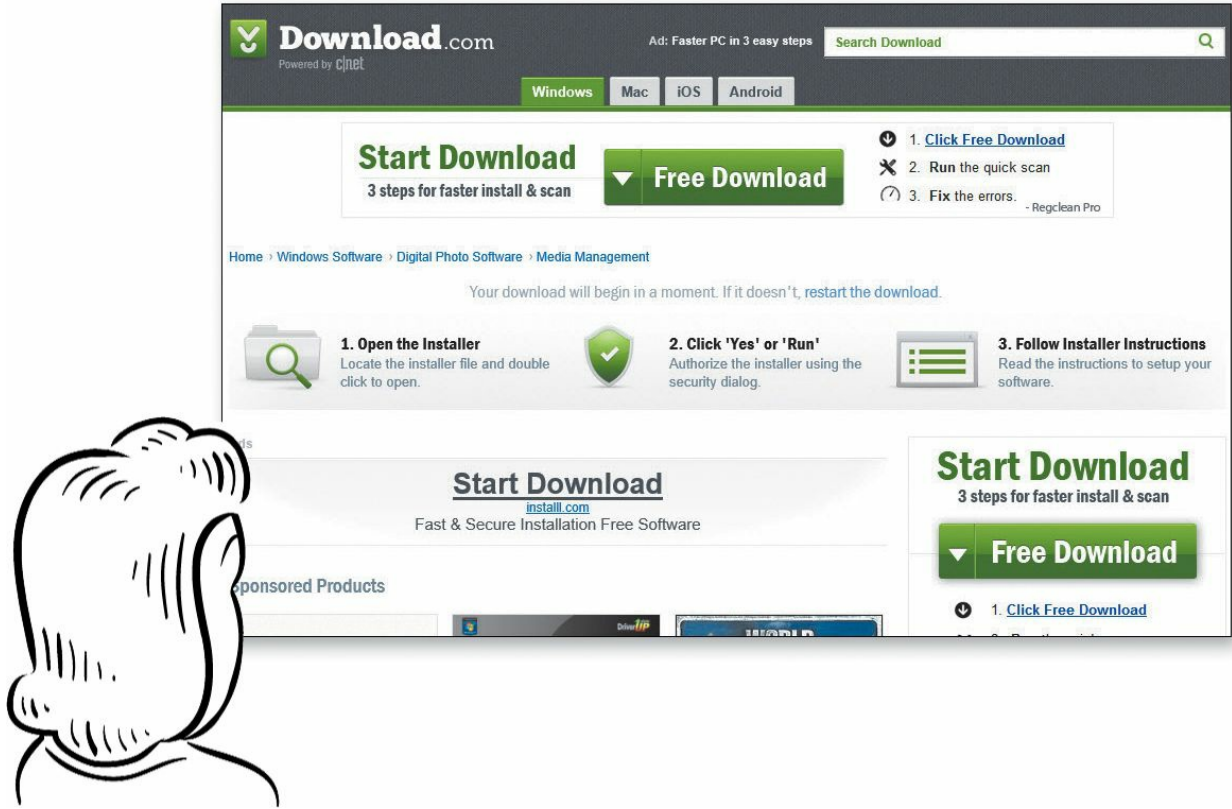 Download.com
Powered by c|net
Ad: Faster PC in 3 easy steps
Search Download
Windows
Mac
iOS
Android
Start Download
3 steps for faster install & scan
Free Download
1. Click Free Download
2. Run the quick scan
3. Fix the errors.
- Regclean Pro
Home › Windows Software › Digital Photo Software › Media Management
Your download will begin in a moment. If it doesn't, restart the download.
1. Open the Installer
Locate the installer file and double
click to open.
2. Click 'Yes' or 'Run'
Authorize the installer using the
security dialog.
3. Follow Installer Instructions
Read the instructions to setup your
software.
Start Download
installl.com
Fast & Secure Installation Free Software
Sponsored Products
DriverUp
WORLD
Start Download
3 steps for faster install & scan
Free Download
1. Click Free Download